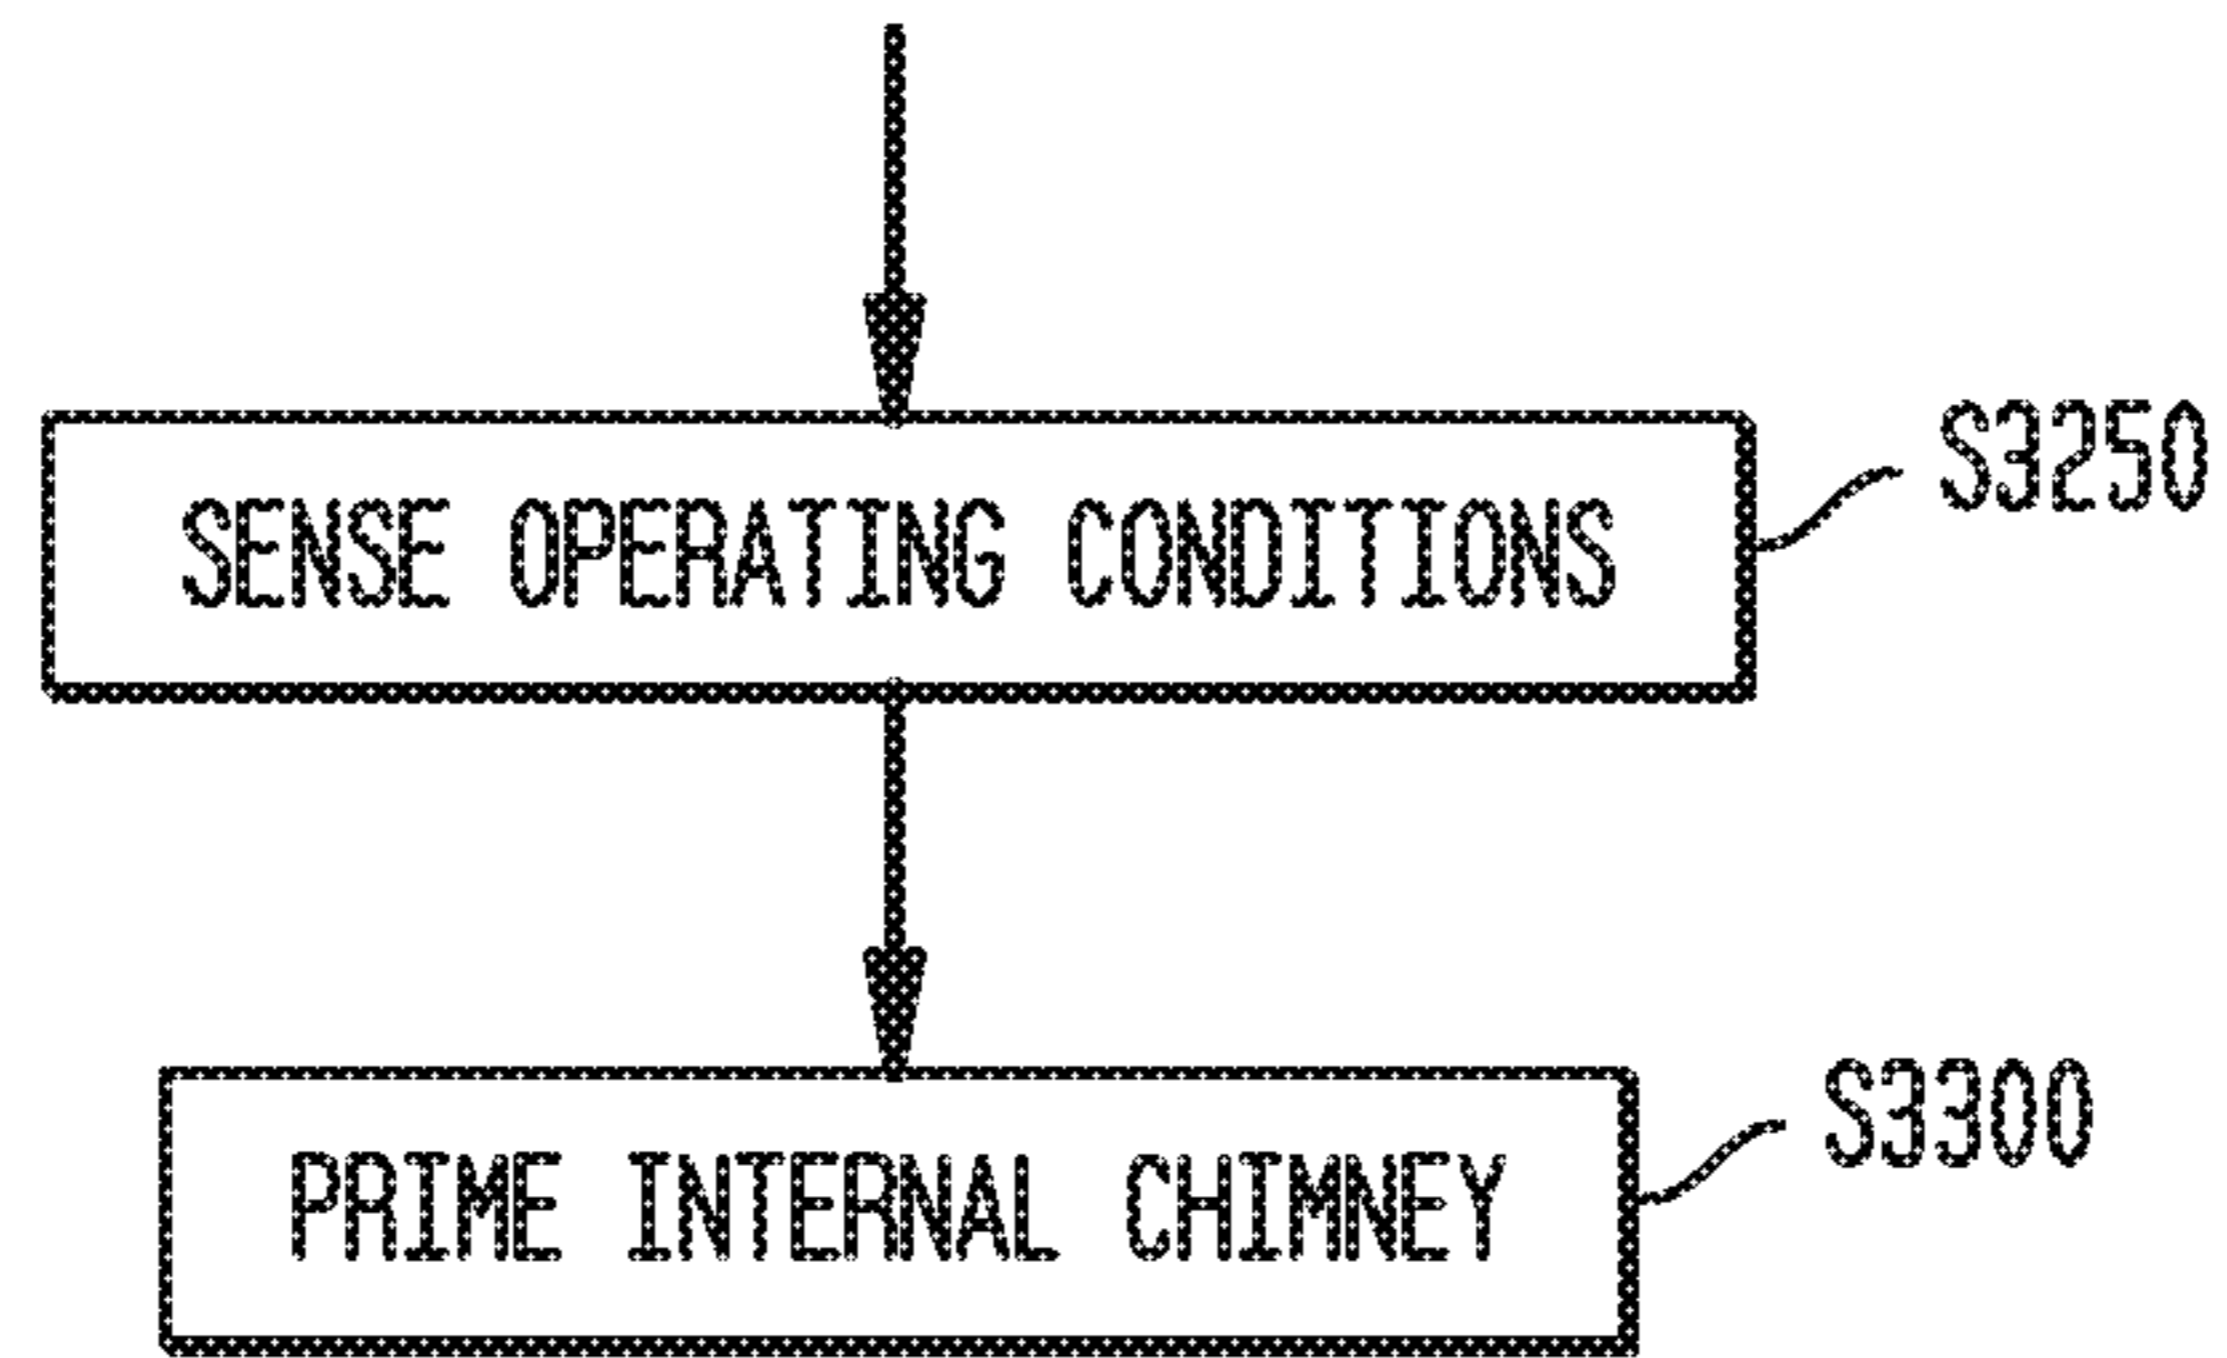 S3250
SENSE OPERATING CONDITIONS
S3300
PRIME INTERNAL CHIMNEY